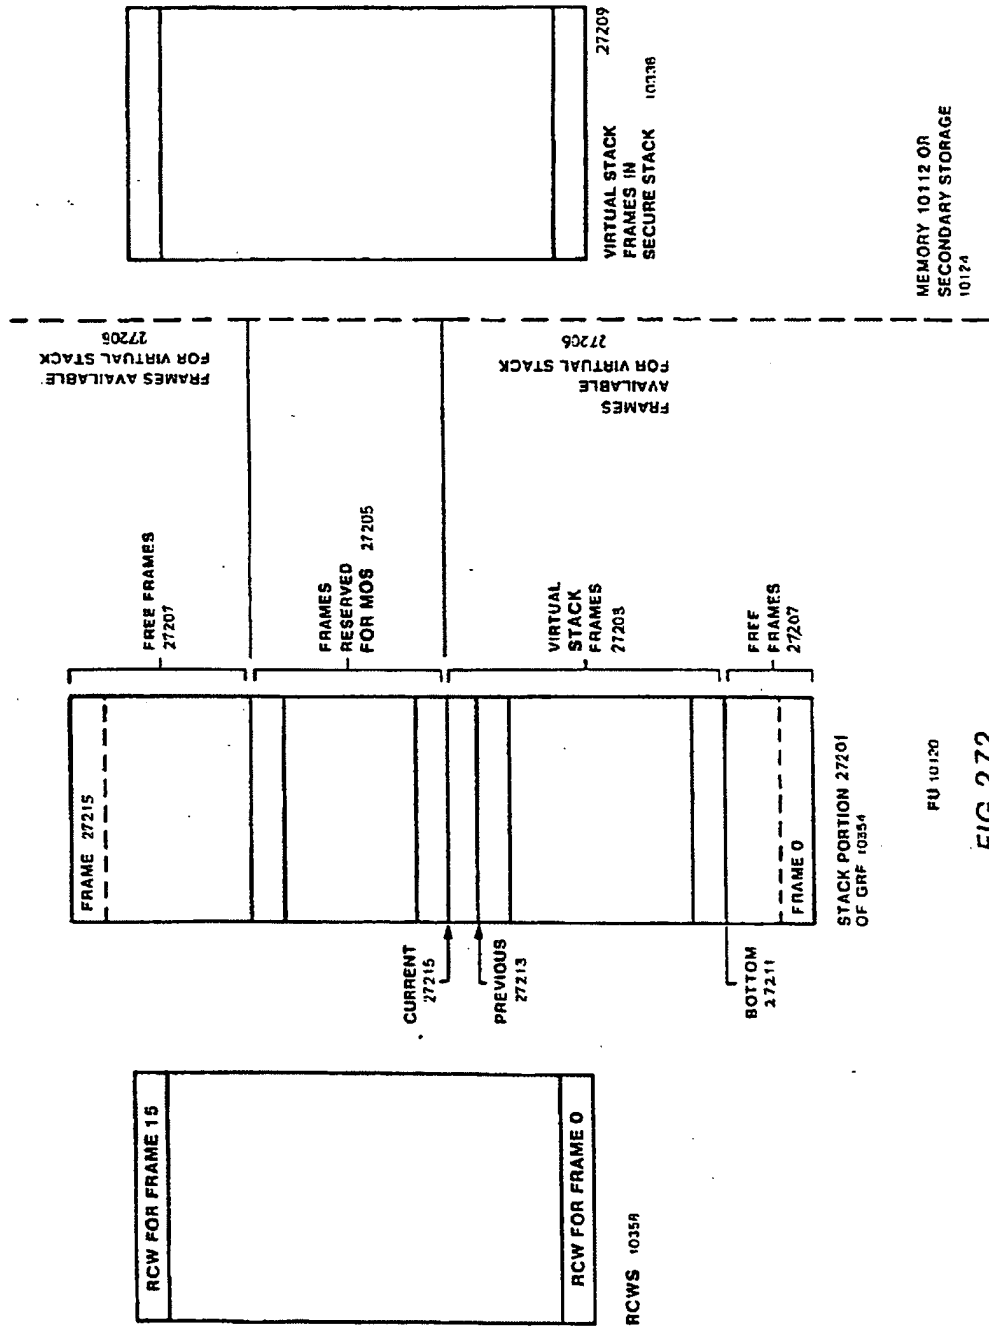 RCW FOR FRAME 15
RCW FOR FRAME 0
RCWS 10358
FRAME 27215
FRAME 0
CURRENT
27215
PREVIOUS
27213
BOTTOM
27211
STACK PORTION 27201
OF GRF 10354
FREE FRAMES
27207
FRAMES
RESERVED
FOR MOS 27205
VIRTUAL
STACK
FRAMES
27203
FREE
FRAMES
27207
FRAMES AVAILABLE
FOR VIRTUAL STACK
27206
FRAMES
AVAILABLE
FOR VIRTUAL STACK
27206
VIRTUAL STACK
FRAMES IN
SECURE STACK 10336
27209
FU 10120
MEMORY 10112 OR
SECONDARY STORAGE
10124
FIG 272